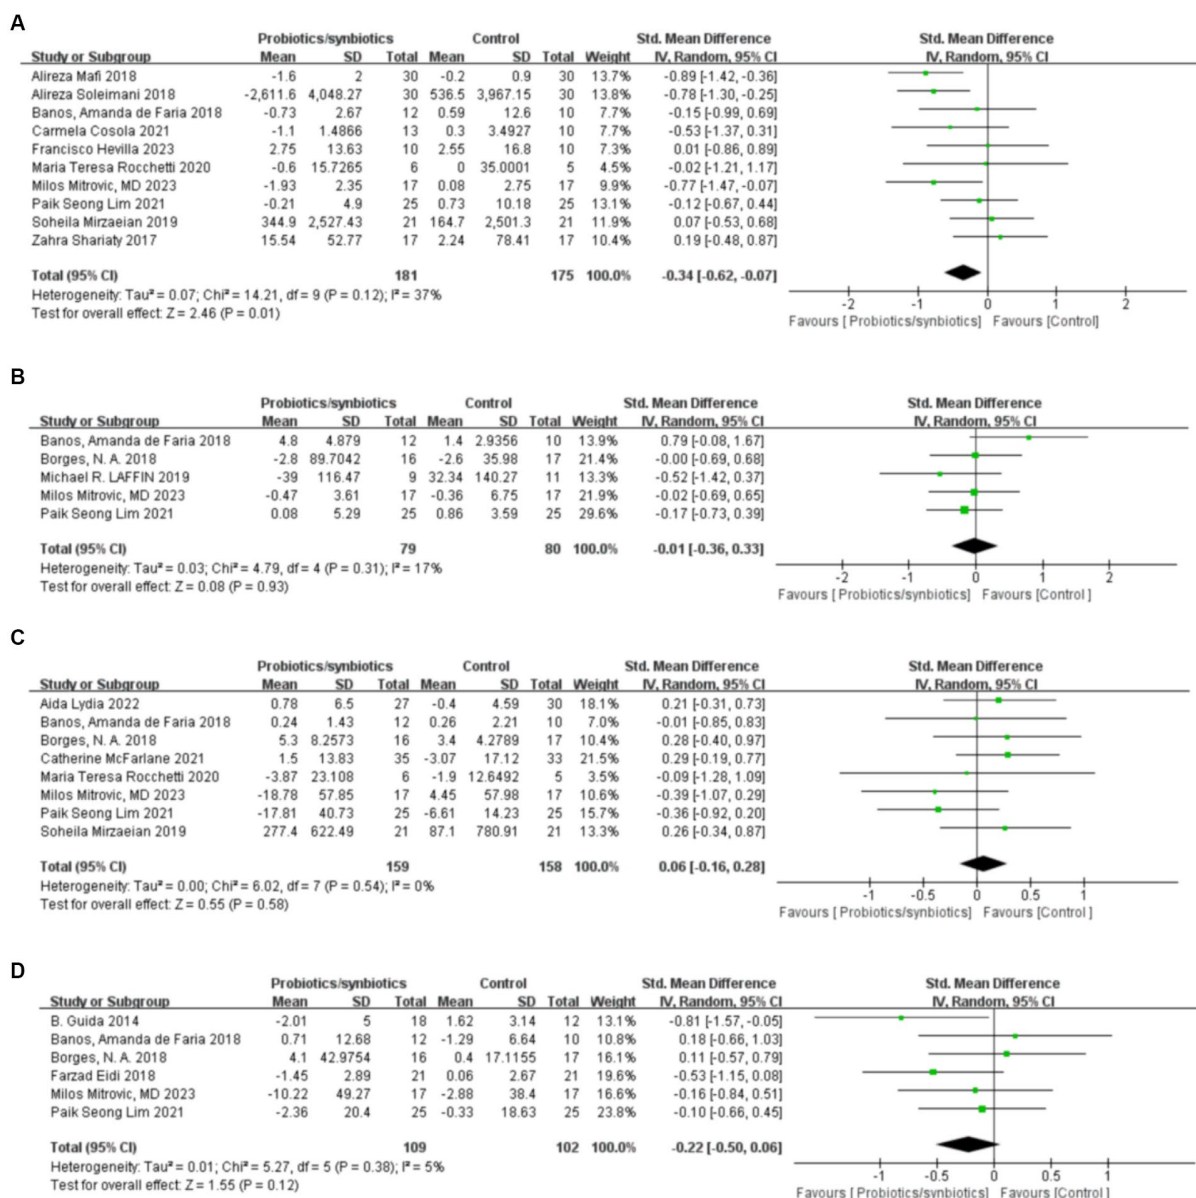 A
Probiotics/synbiotics Control Std. Mean Difference Std. Mean Difference
Study or Subgroup Mean SD Total Mean SD Total Weight IV, Random, 95% CI IV, Random, 95% CI
Alireza Mafi 2018 -1.6 2 30 -0.2 0.9 30 13.7% -0.89 [-1.42, -0.36]
Alireza Soleimani 2018 -2,611.6 4,048.27 30 536.5 3,967.15 30 13.8% -0.78 [-1.30, -0.25]
Banos, Amanda de Faria 2018 -0.73 2.67 12 0.59 12.6 10 7.7% -0.15 [-0.99, 0.69]
Carmela Cosola 2021 -1.1 1.4866 13 0.3 3.4927 10 7.7% -0.53 [-1.37, 0.31]
Francisco Hevilla 2023 2.75 13.63 10 2.55 16.8 10 7.3% 0.01 [-0.86, 0.89]
Maria Teresa Rocchetti 2020 -0.6 15.7265 6 0 35.0001 5 4.5% -0.02 [-1.21, 1.17]
Milos Mitrovic, MD 2023 -1.93 2.35 17 0.08 2.75 17 9.9% -0.77 [-1.47, -0.07]
Paik Seong Lim 2021 -0.21 4.9 25 0.73 10.18 25 13.1% -0.12 [-0.67, 0.44]
Soheila Mirzaeian 2019 344.9 2,527.43 21 164.7 2,501.3 21 11.9% 0.07 [-0.53, 0.68]
Zahra Shariaty 2017 15.54 52.77 17 2.24 78.41 17 10.4% 0.19 [-0.48, 0.87]
Total (95% CI) 181 175 100.0% -0.34 [-0.62, -0.07]
Heterogeneity: Tau² = 0.07; Chi² = 14.21, df = 9 (P = 0.12); I² = 37%
Test for overall effect: Z = 2.46 (P = 0.01)
-2 -1 0 1 2
Favours [ Probiotics/synbiotics] Favours [Control]
B
Probiotics/synbiotics Control Std. Mean Difference Std. Mean Difference
Study or Subgroup Mean SD Total Mean SD Total Weight IV, Random, 95% CI IV, Random, 95% CI
Banos, Amanda de Faria 2018 4.8 4.879 12 1.4 2.9356 10 13.9% 0.79 [-0.08, 1.67]
Borges, N. A. 2018 -2.8 89.7042 16 -2.6 35.98 17 21.4% -0.00 [-0.69, 0.68]
Michael R. LAFFIN 2019 -39 116.47 9 32.34 140.27 11 13.3% -0.52 [-1.42, 0.37]
Milos Mitrovic, MD 2023 -0.47 3.61 17 -0.36 6.75 17 21.9% -0.02 [-0.69, 0.65]
Paik Seong Lim 2021 0.08 5.29 25 0.86 3.59 25 29.6% -0.17 [-0.73, 0.39]
Total (95% CI) 79 80 100.0% -0.01 [-0.36, 0.33]
Heterogeneity: Tau² = 0.03; Chi² = 4.79, df = 4 (P = 0.31); I² = 17%
Test for overall effect: Z = 0.08 (P = 0.93)
-2 -1 0 1 2
Favours [ Probiotics/synbiotics] Favours [Control ]
C
Probiotics/synbiotics Control Std. Mean Difference Std. Mean Difference
Study or Subgroup Mean SD Total Mean SD Total Weight IV, Random, 95% CI IV, Random, 95% CI
Aida Lydia 2022 0.78 6.5 27 -0.4 4.59 30 18.1% 0.21 [-0.31, 0.73]
Banos, Amanda de Faria 2018 0.24 1.43 12 0.26 2.21 10 7.0% -0.01 [-0.85, 0.83]
Borges, N. A. 2018 5.3 8.2573 16 3.4 4.2789 17 10.4% 0.28 [-0.40, 0.97]
Catherine McFarlane 2021 1.5 13.83 35 -3.07 17.12 33 21.5% 0.29 [-0.19, 0.77]
Maria Teresa Rocchetti 2020 -3.87 23.108 6 -1.9 12.6492 5 3.5% -0.09 [-1.28, 1.09]
Milos Mitrovic, MD 2023 -18.78 57.85 17 4.45 57.98 17 10.6% -0.39 [-1.07, 0.29]
Paik Seong Lim 2021 -17.81 40.73 25 -6.61 14.23 25 15.7% -0.36 [-0.92, 0.20]
Soheila Mirzaeian 2019 277.4 622.49 21 87.1 780.91 21 13.3% 0.26 [-0.34, 0.87]
Total (95% CI) 159 158 100.0% 0.06 [-0.16, 0.28]
Heterogeneity: Tau² = 0.00; Chi² = 6.02, df = 7 (P = 0.54); I² = 0%
Test for overall effect: Z = 0.55 (P = 0.58)
-1 -0.5 0 0.5 1
Favours [ Probiotics/synbiotics] Favours [Control ]
D
Probiotics/synbiotics Control Std. Mean Difference Std. Mean Difference
Study or Subgroup Mean SD Total Mean SD Total Weight IV, Random, 95% CI IV, Random, 95% CI
B. Guida 2014 -2.01 5 18 1.62 3.14 12 13.1% -0.81 [-1.57, -0.05]
Banos, Amanda de Faria 2018 0.71 12.68 12 -1.29 6.64 10 10.8% 0.18 [-0.66, 1.03]
Borges, N. A. 2018 4.1 42.9754 16 0.4 17.1155 17 16.1% 0.11 [-0.57, 0.79]
Farzad Eidi 2018 -1.45 2.89 21 0.06 2.67 21 19.6% -0.53 [-1.15, 0.08]
Milos Mitrovic, MD 2023 -10.22 49.27 17 -2.88 38.4 17 16.6% -0.16 [-0.84, 0.51]
Paik Seong Lim 2021 -2.36 20.4 25 -0.33 18.63 25 23.8% -0.10 [-0.66, 0.45]
Total (95% CI) 109 102 100.0% -0.22 [-0.50, 0.06]
Heterogeneity: Tau² = 0.01; Chi² = 5.27, df = 5 (P = 0.38); I² = 5%
Test for overall effect: Z = 1.55 (P = 0.12)
-1 -0.5 0 0.5 1
Favours [ Probiotics/synbiotics] Favours [Control ]